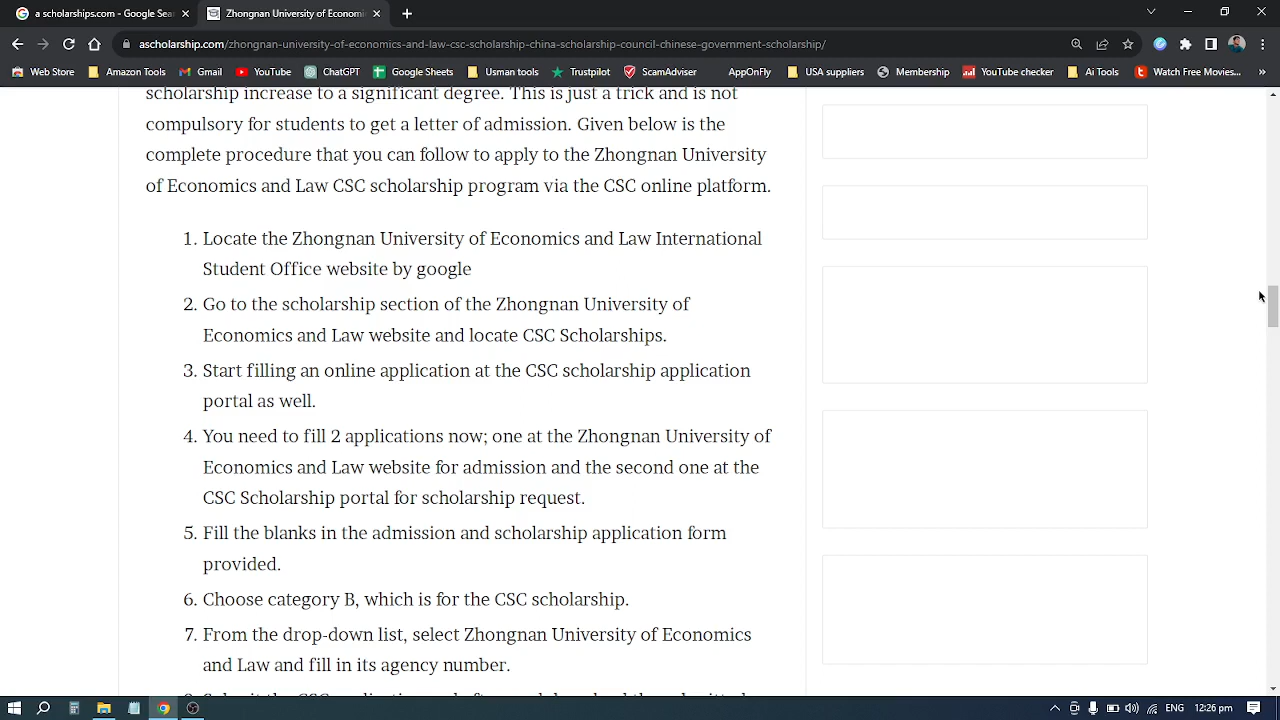 a scholarships.com - Google Sea
Zhongnan University of Economi
ascholarship.com/zhongnan-university-of-economics-and-law-csc-scholarship-china-scholarship-council-chinese-government-scholarship/
Web Store Amazon Tools Gmail YouTube ChatGPT Google Sheets Usman tools Trustpilot ScamAdviser AppOnFly USA suppliers Membership YouTube checker Ai Tools Watch Free Movies...
scholarship increase to a significant degree. This is just a trick and is not
compulsory for students to get a letter of admission. Given below is the
complete procedure that you can follow to apply to the Zhongnan University
of Economics and Law CSC scholarship program via the CSC online platform.
1. Locate the Zhongnan University of Economics and Law International
Student Office website by google
2. Go to the scholarship section of the Zhongnan University of
Economics and Law website and locate CSC Scholarships.
3. Start filling an online application at the CSC scholarship application
portal as well.
4. You need to fill 2 applications now; one at the Zhongnan University of
Economics and Law website for admission and the second one at the
CSC Scholarship portal for scholarship request.
5. Fill the blanks in the admission and scholarship application form
provided.
6. Choose category B, which is for the CSC scholarship.
7. From the drop-down list, select Zhongnan University of Economics
and Law and fill in its agency number.
ENG 12:26 pm